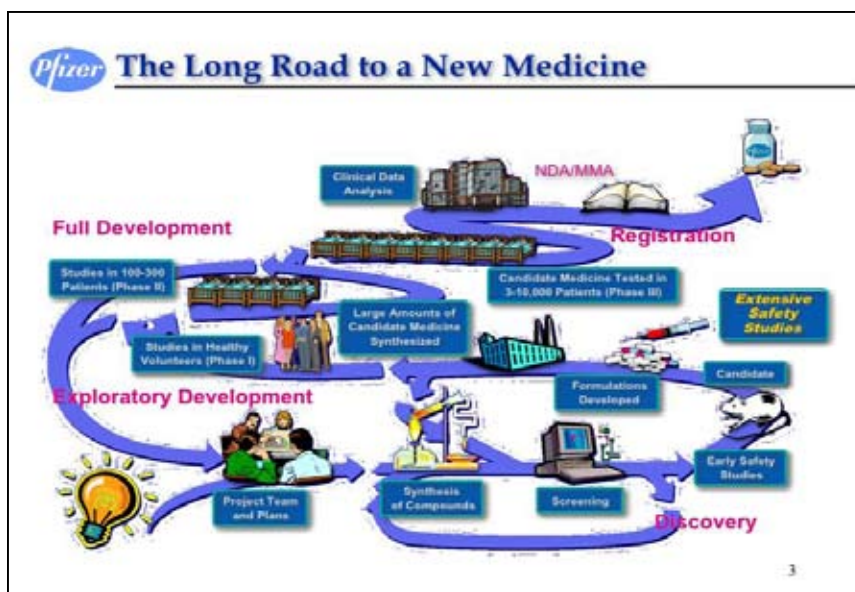 Pfizer
The Long Road to a New Medicine
Clinical Data
Analysis
NDA/MMA
Pfizer
Full Development
Registration
Studies in 100-300
Patients (Phase II)
Candidate Medicine Tested in
3-10,000 Patients (Phase III)
Large Amounts of
Candidate Medicine
Synthesized
Extensive
Safety
Studies
Studies in Healthy
Volunteers (Phase I)
Formulations
Developed
Candidate
Exploratory Development
Project Team
and Plans
Synthesis
of Compounds
Screening
Early Safety
Studies
Discovery
3